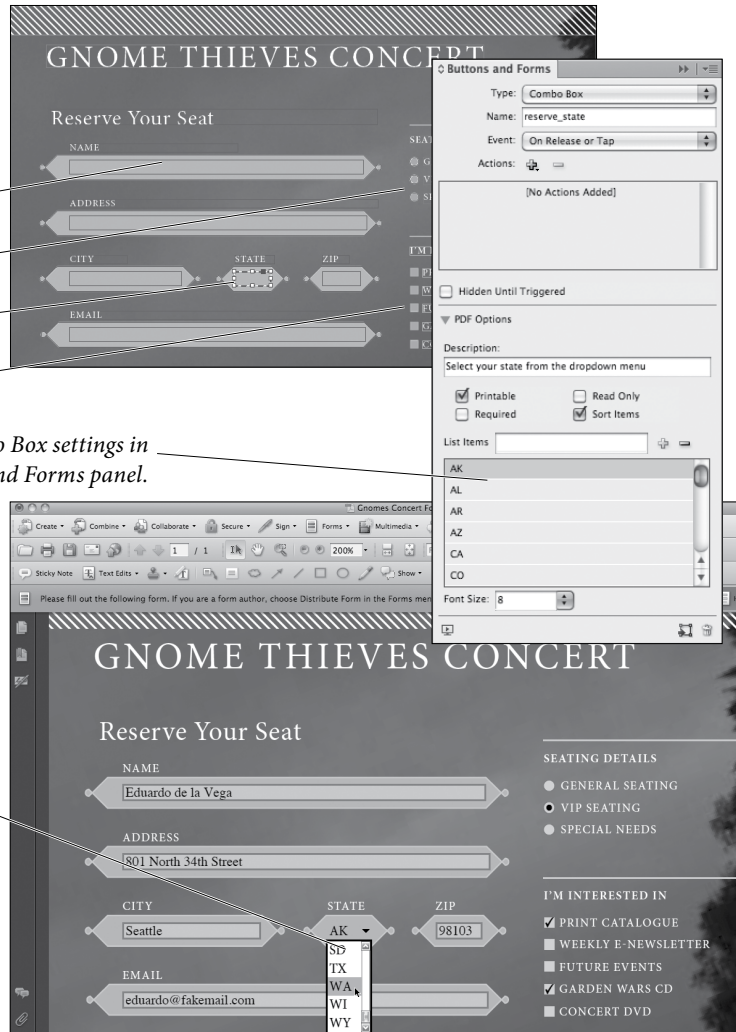 GNOME THIEVES CONCERT
Reserve Your Seat
NAME
ADDRESS
CITY STATE ZIP
EMAIL
Buttons and Forms
Type: Combo Box
Name: reserve_state
Event: On Release or Tap
Actions:
[No Actions Added]
Hidden Until Triggered
PDF Options
Description:
Select your state from the dropdown menu
Printable Read Only
Required Sort Items
List Items
AK
AL
AR
AZ
CA
CO
Font Size: 8
Box settings in
Forms panel.
Gnomes Concert
Create Combine Collaborate Secure Sign Forms Multimedia
1 / 1 200%
Sticky Note Text Edits Show
Please fill out the following form. If you are a form author, choose Distribute Form in the Forms
GNOME THIEVES CONCERT
Reserve Your Seat
NAME
Eduardo de la Vega
ADDRESS
801 North 34th Street
CITY STATE ZIP
Seattle AK 98103
SD
TX
WA
WI
WY
EMAIL
eduardo@fakemail.com
SEATING DETAILS
GENERAL SEATING
VIP SEATING
SPECIAL NEEDS
I'M INTERESTED IN
PRINT CATALOGUE
WEEKLY E-NEWSLETTER
FUTURE EVENTS
GARDEN WARS CD
CONCERT DVD